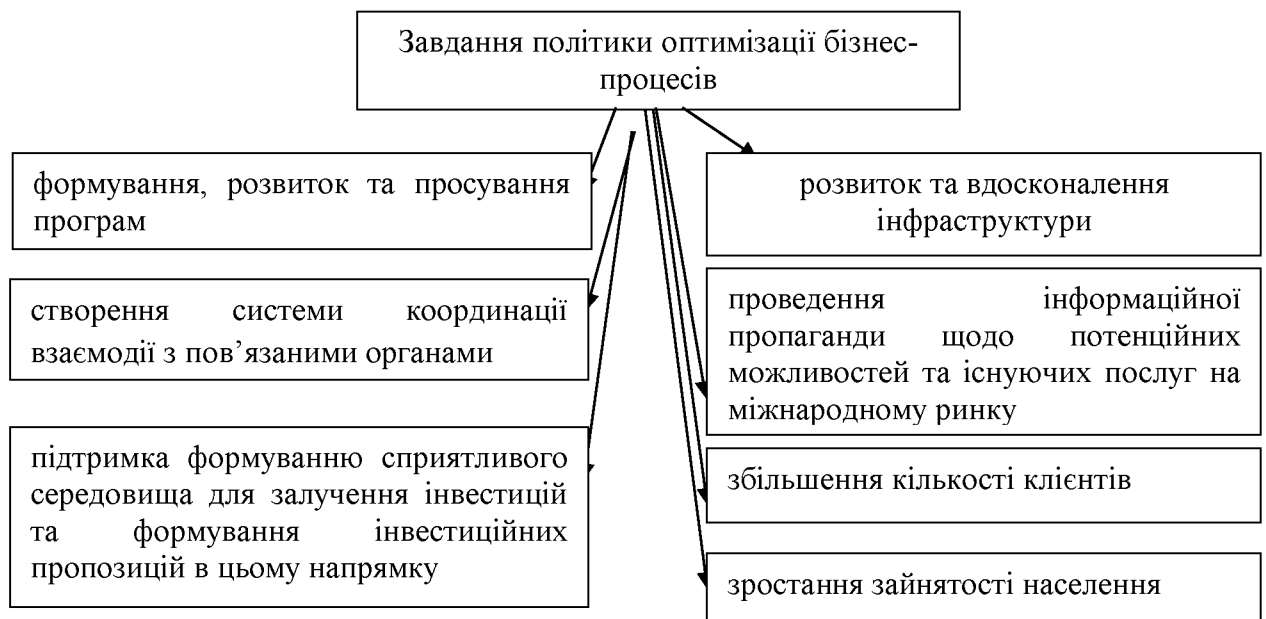 Завдання політики оптимізації бізнес-
процесів
формування, розвиток та просування
програм
створення системи координації
взаємодії з пов’язаними органами
підтримка формуванню сприятливого
середовища для залучення інвестицій
та формування інвестиційних
пропозицій в цьому напрямку
розвиток та вдосконалення
інфраструктури
проведення інформаційної
пропаганди щодо потенційних
можливостей та існуючих послуг на
міжнародному ринку
збільшення кількості клієнтів
зростання зайнятості населення